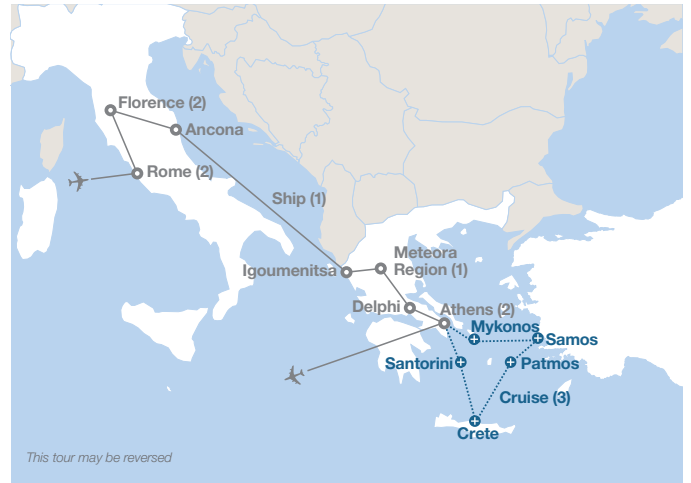 Florence (2)
Ancona
Rome (2)
Ship (1)
Meteora
Region (1)
Igoumenitsa
Delphi
Athens (2)
Mykonos
Samos
Santorini
Patmos
Cruise (3)
Crete
This tour may be reversed